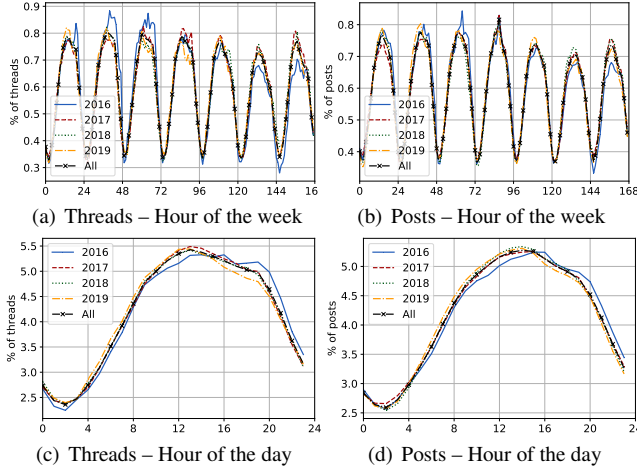 0.9
0.8
0.7
0.6
0.5
0.4
0.3
% of threads
2016
2017
2018
2019
All
0 24 48 72 96 120 144 16
(a) Threads – Hour of the week
0.8
0.7
0.6
0.5
0.4
% of posts
2016
2017
2018
2019
All
0 24 48 72 96 120 144 168
(b) Posts – Hour of the week
5.5
5.0
4.5
4.0
3.5
3.0
2.5
% of threads
2016
2017
2018
2019
All
0 4 8 12 16 20 24
(c) Threads – Hour of the day
5.0
4.5
4.0
3.5
3.0
2.5
% of posts
2016
2017
2018
2019
All
0 4 8 12 16 20 24
(d) Posts – Hour of the day